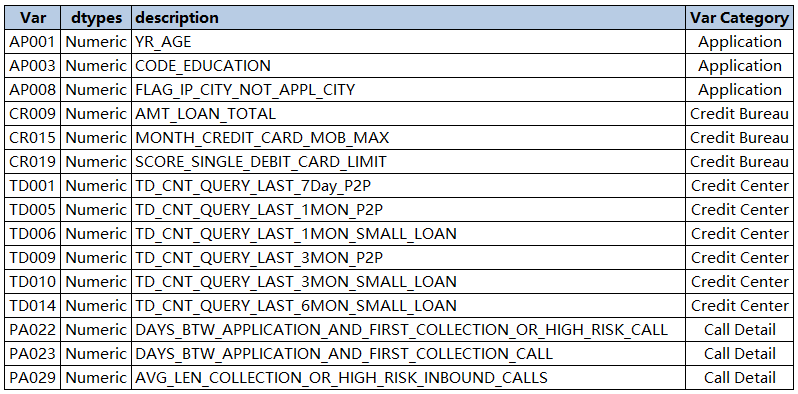 Var dtypes description Var Category
AP001 Numeric YR_AGE Application
AP003 Numeric CODE_EDUCATION Application
AP008 Numeric FLAG_IP_CITY_NOT_APPL_CITY Application
CR009 Numeric AMT_LOAN_TOTAL Credit Bureau
CR015 Numeric MONTH_CREDIT_CARD_MOB_MAX Credit Bureau
CR019 Numeric SCORE_SINGLE_DEBIT_CARD_LIMIT Credit Bureau
TD001 Numeric TD_CNT_QUERY_LAST_7Day_P2P Credit Center
TD005 Numeric TD_CNT_QUERY_LAST_1MON_P2P Credit Center
TD006 Numeric TD_CNT_QUERY_LAST_1MON_SMALL_LOAN Credit Center
TD009 Numeric TD_CNT_QUERY_LAST_3MON_P2P Credit Center
TD010 Numeric TD_CNT_QUERY_LAST_3MON_SMALL_LOAN Credit Center
TD014 Numeric TD_CNT_QUERY_LAST_6MON_SMALL_LOAN Credit Center
PA022 Numeric DAYS_BTW_APPLICATION_AND_FIRST_COLLECTION_OR_HIGH_RISK_CALL Call Detail
PA023 Numeric DAYS_BTW_APPLICATION_AND_FIRST_COLLECTION_CALL Call Detail
PA029 Numeric AVG_LEN_COLLECTION_OR_HIGH_RISK_INBOUND_CALLS Call Detail